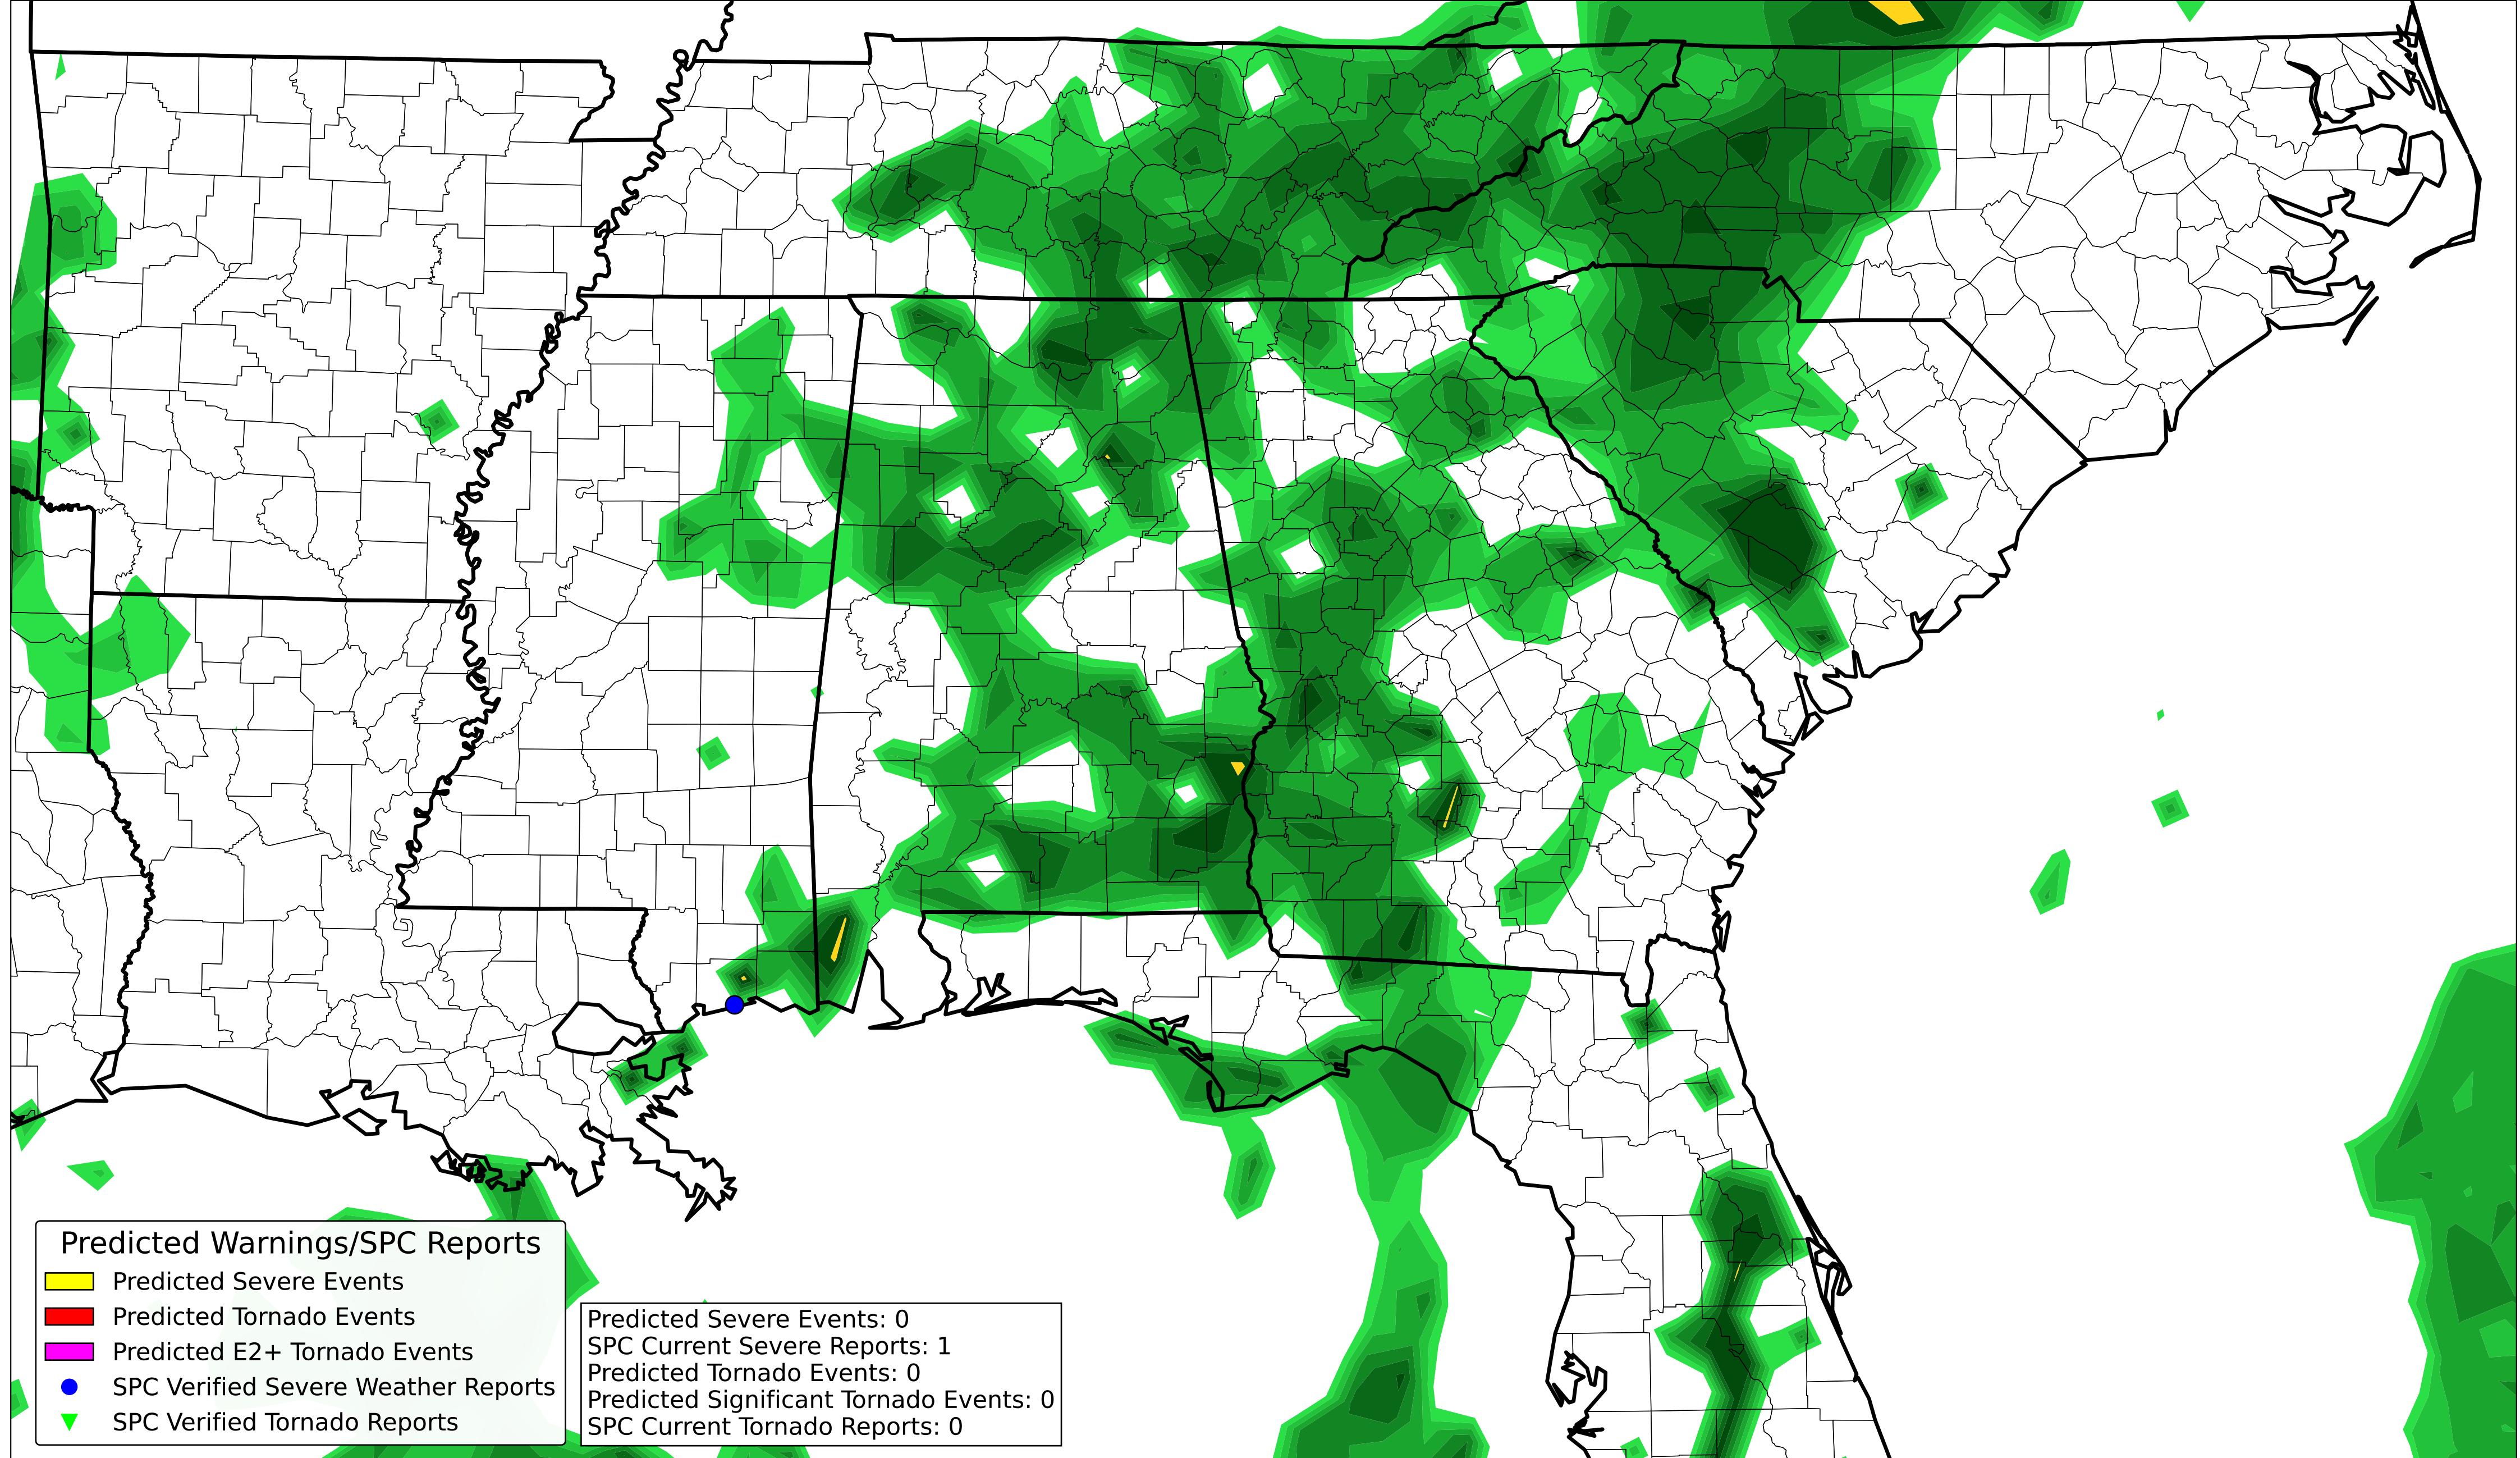 Predicted Warnings/SPC Reports
Predicted Severe Events
Predicted Tornado Events
Predicted E2+ Tornado Events
SPC Verified Severe Weather Reports
SPC Verified Tornado Reports
Predicted Severe Events: 0
SPC Current Severe Reports: 1
Predicted Tornado Events: 0
Predicted Significant Tornado Events: 0
SPC Current Tornado Reports: 0